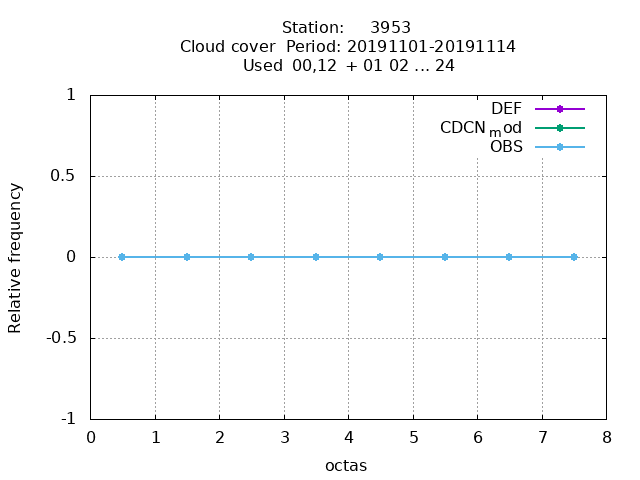 Station:     3953
Cloud cover  Period: 20191101-20191114
Used  00,12  + 01 02 ... 24
1
0.5
0
-0.5
-1
Relative frequency
DEF
CDCN_mod
OBS
0 1 2 3 4 5 6 7 8
octas